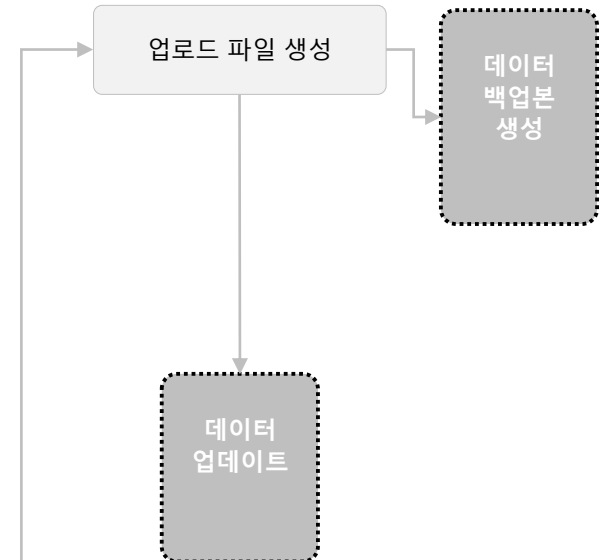 업로드 파일 생성
데이터
백업본
생성
데이터
업데이트